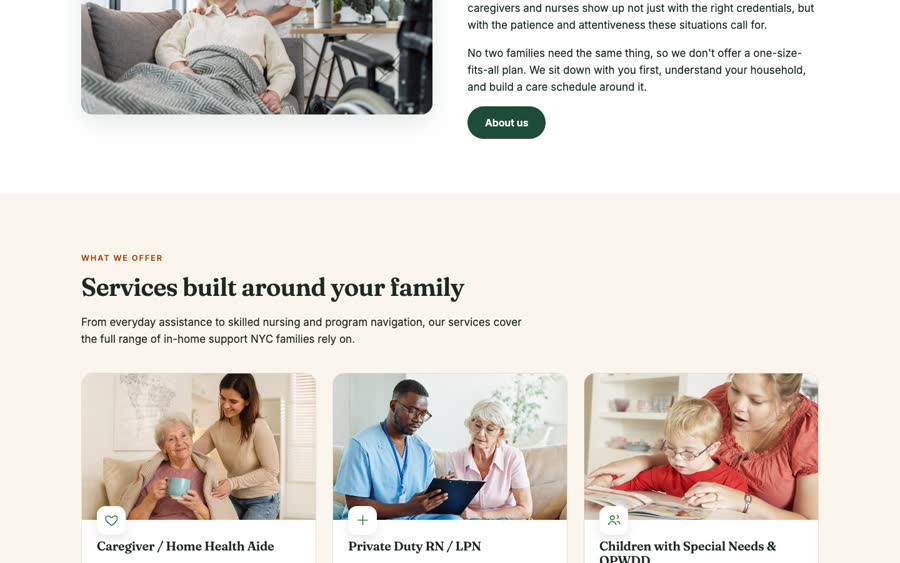 caregivers and nurses show up not just with the right credentials, but
with the patience and attentiveness these situations call for.
No two families need the same thing, so we don't offer a one-size-
fits-all plan. We sit down with you first, understand your household,
and build a care schedule around it.
About us
WHAT WE OFFER
Services built around your family
From everyday assistance to skilled nursing and program navigation, our services cover
the full range of in-home support NYC families rely on.
Caregiver / Home Health Aide
Private Duty RN / LPN
Children with Special Needs &
OPWDD